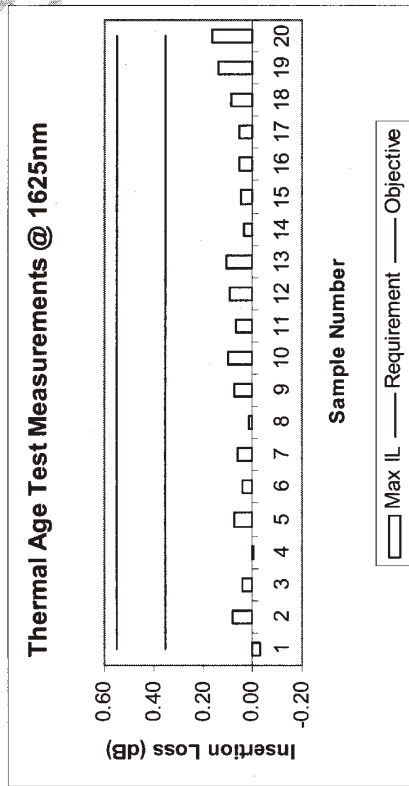 Thermal Age Test Measurements @ 1625nm
Insertion Loss (dB)
0.60
0.40
0.20
0.00
-0.20
1 2 3 4 5 6 7 8 9 10 11 12 13 14 15 16 17 18 19 20
Sample Number
Max IL Requirement Objective